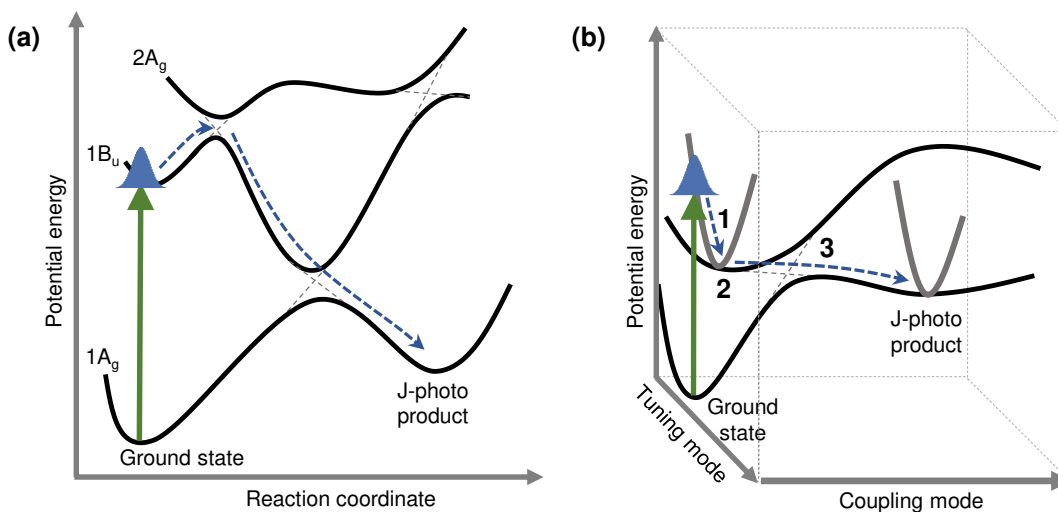 (a)
2Ag
1Bu
1Ag
Potential energy
Ground state
J-photo
product
Reaction coordinate
(b)
Potential energy
1
2
3
J-photo
product
Ground
state
Tuning mode
Coupling mode